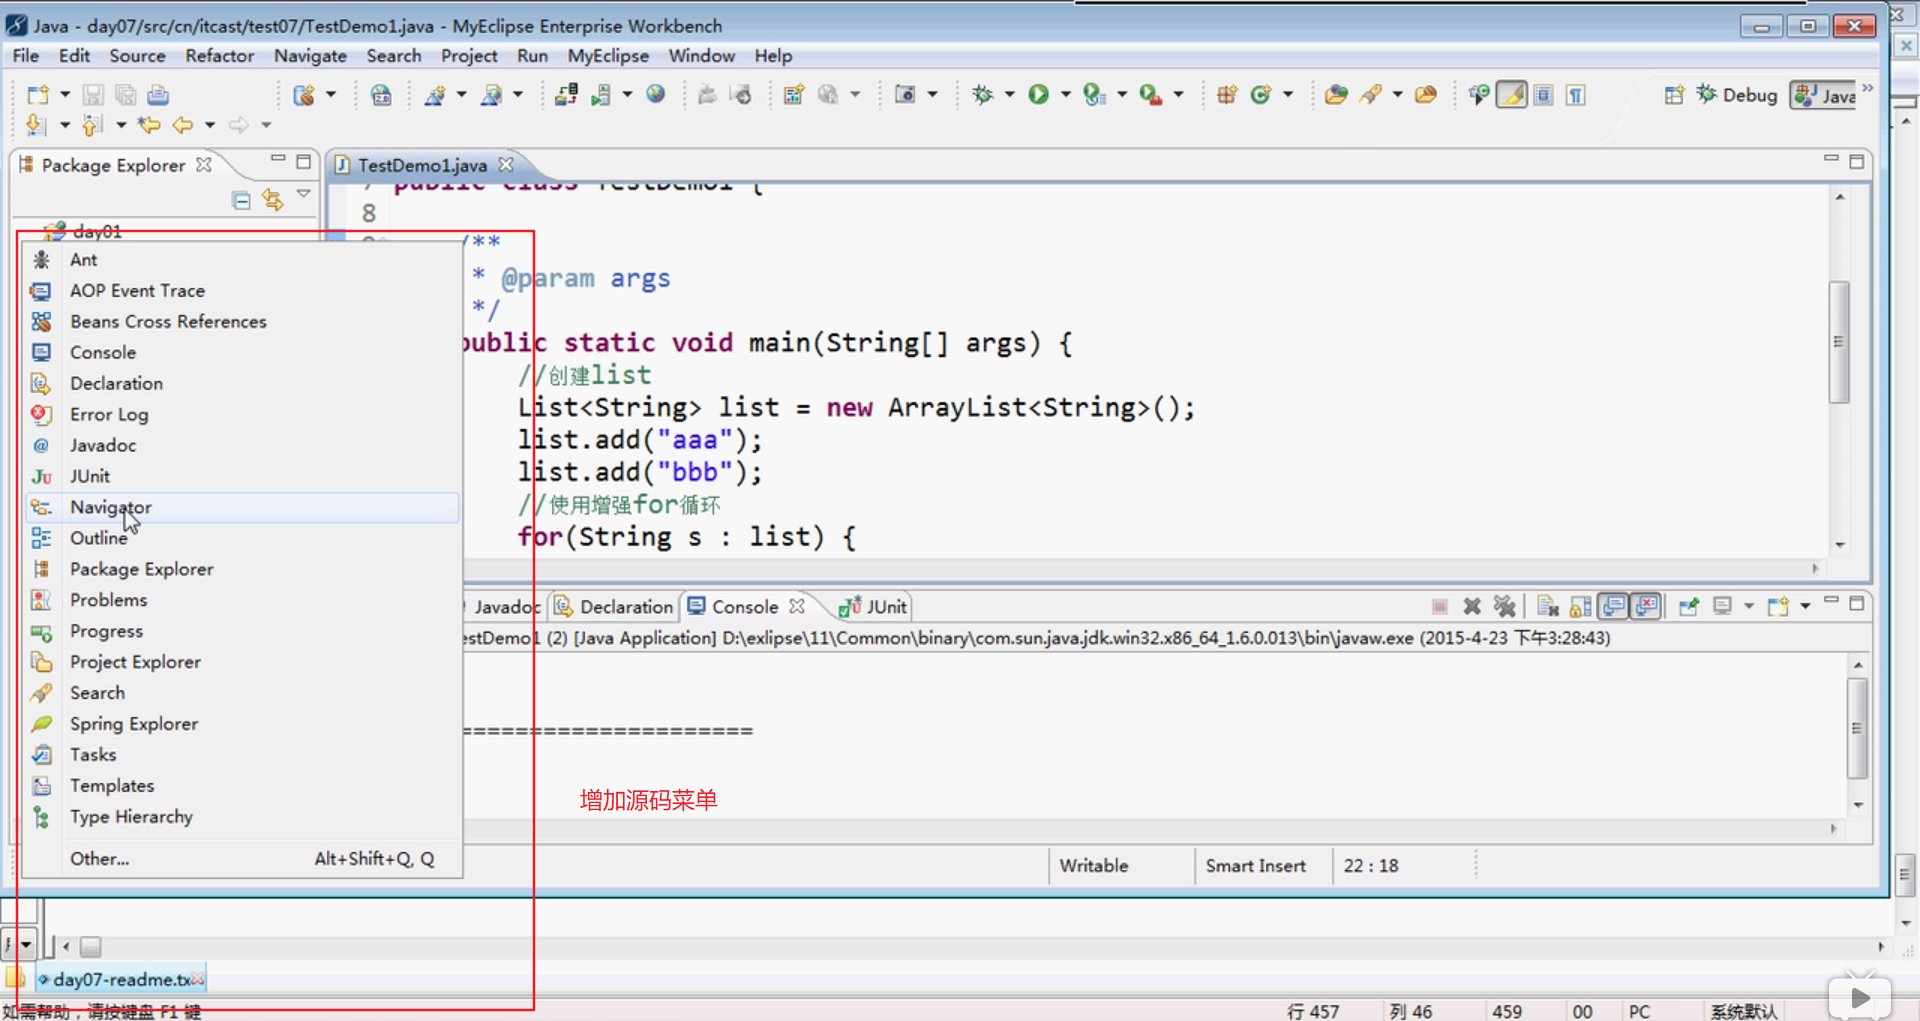 Java - day07/src/cn/itcast/test07/TestDemo1.java - MyEclipse Enterprise Workbench
File Edit Source Refactor Navigate Search Project Run MyEclipse Window Help
Debug Java
Package Explorer
TestDemo1.java
7 public class TestDemo1 {
8
day01
/**
* @param args
*/
public static void main(String[] args) {
//创建list
List<String> list = new ArrayList<String>();
list.add("aaa");
list.add("bbb");
//使用增强for循环
for(String s : list) {
Ant
AOP Event Trace
Beans Cross References
Console
Declaration
Error Log
Javadoc
JUnit
Navigator
Outline
Package Explorer
Problems
Progress
Project Explorer
Search
Spring Explorer
Tasks
Templates
Type Hierarchy
Other... Alt+Shift+Q, Q
Javadoc Declaration Console JUnit
estDemo1 (2) [Java Application] D:\exlipse\11\Common\binary\com.sun.java.jdk.win32.x86_64_1.6.0.013\bin\javaw.exe (2015-4-23 下午3:28:43)
======================
增加源码菜单
Writable Smart Insert 22 : 18
day07-readme.tx
如需帮助，请按键盘 F1 键
行 457 列 46 459 00 PC 系统默认